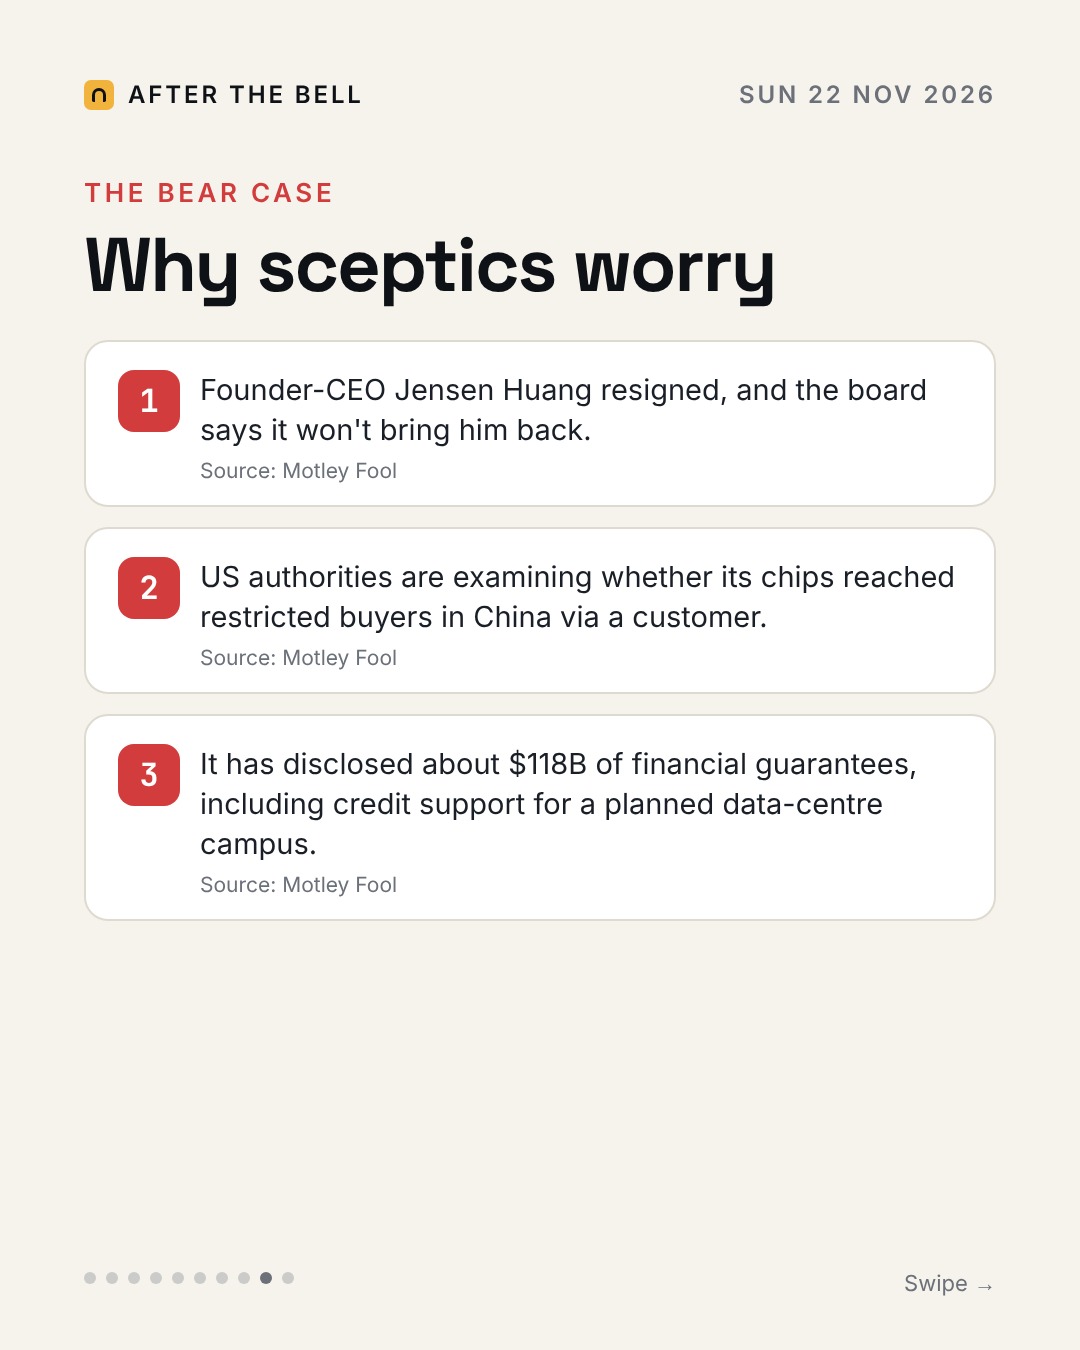 AFTER THE BELL
SUN 22 NOV 2026
THE BEAR CASE
Why sceptics worry
1
Founder-CEO Jensen Huang resigned, and the board
says it won't bring him back.
Source: Motley Fool
2
US authorities are examining whether its chips reached
restricted buyers in China via a customer.
Source: Motley Fool
3
It has disclosed about $118B of financial guarantees,
including credit support for a planned data-centre
campus.
Source: Motley Fool
Swipe →